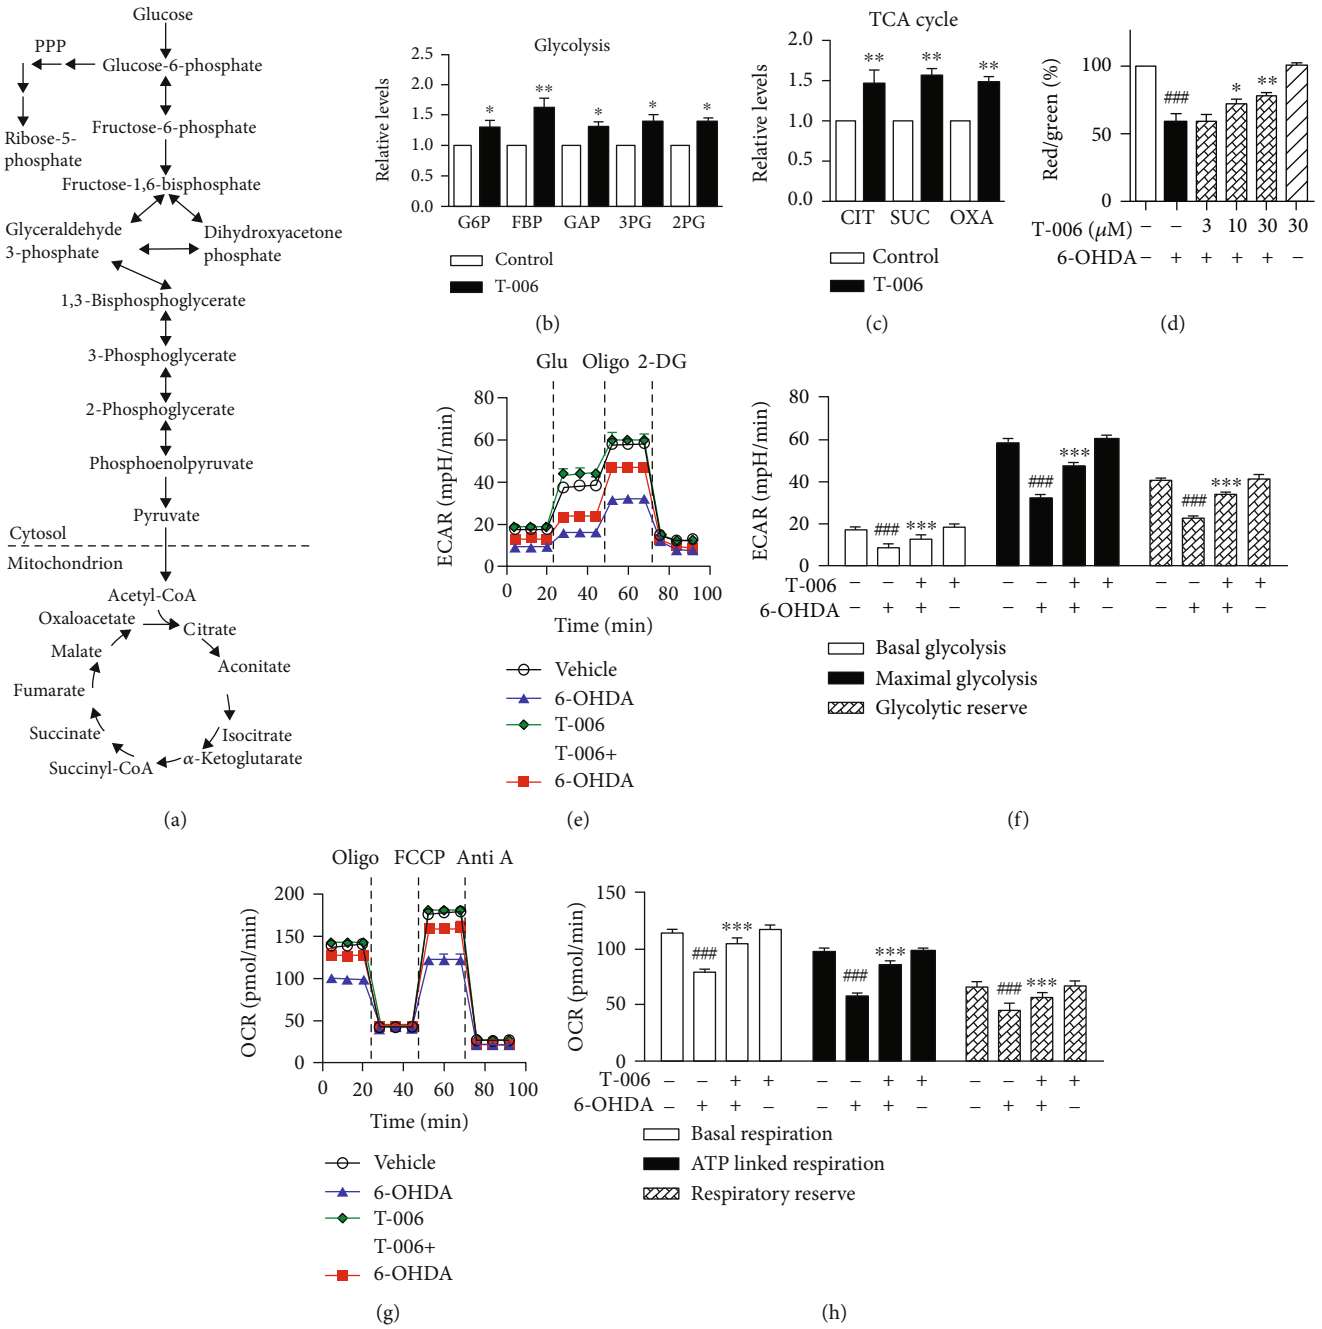 Glucose
PPP
Glucose-6-phosphate
Ribose-5-
phosphate
Fructose-6-phosphate
Fructose-1,6-bisphosphate
Glyceraldehyde
3-phosphate
Dihydroxyacetone
phosphate
1,3-Bisphosphoglycerate
3-Phosphoglycerate
2-Phosphoglycerate
Phosphoenolpyruvate
Pyruvate
Cytosol
Mitochondrion
Acetyl-CoA
Oxaloacetate
Citrate
Malate
Aconitate
Fumarate
Isocitrate
Succinate
α-Ketoglutarate
Succinyl-CoA
(a)
Glycolysis
Relative levels
2.5
2.0
1.5
1.0
0.5
0.0
* ** * * *
G6P FBP GAP 3PG 2PG
Control
T-006
(b)
TCA cycle
Relative levels
2.0
1.5
1.0
0.5
0.0
** ** **
CIT SUC OXA
Control
T-006
(c)
Red/green (%)
100
50
0
### * **
T-006 (μM) – – 3 10 30 30
6-OHDA – + + + + –
(d)
Glu Oligo 2-DG
ECAR (mpH/min)
80
60
40
20
0
0 20 40 60 80 100
Time (min)
Vehicle
6-OHDA
T-006
T-006+
6-OHDA
(e)
ECAR (mpH/min)
80
60
40
20
0
### *** ### *** ### ***
T-006 – – + + – – + + – – + +
6-OHDA – + + – – + + – – + + –
Basal glycolysis
Maximal glycolysis
Glycolytic reserve
(f)
Oligo FCCP Anti A
OCR (pmol/min)
200
150
100
50
0
0 20 40 60 80 100
Time (min)
Vehicle
6-OHDA
T-006
T-006+
6-OHDA
(g)
OCR (pmol/min)
150
100
50
0
### *** ### *** ### ***
T-006 – – + + – – + + – – + +
6-OHDA – + + – – + + – – + + –
Basal respiration
ATP linked respiration
Respiratory reserve
(h)